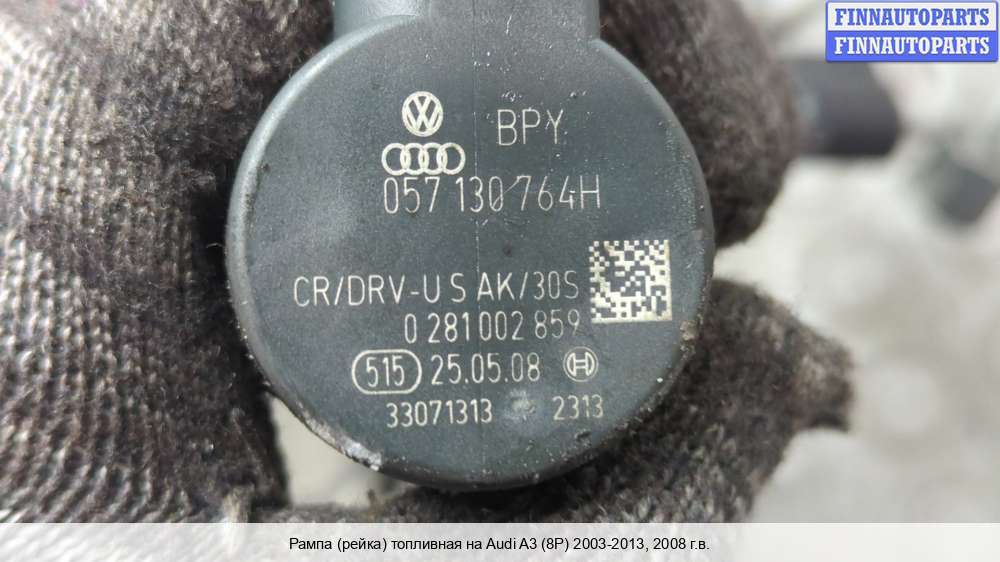 FINNAUTOPARTS
FINNAUTOPARTS
BPY
057 130 764H
CR/DRV-U S AK/30S
0 281 002 859
515 25.05.08
33071313 2313
Рампа (рейка) топливная на Audi A3 (8P) 2003-2013, 2008 г.в.